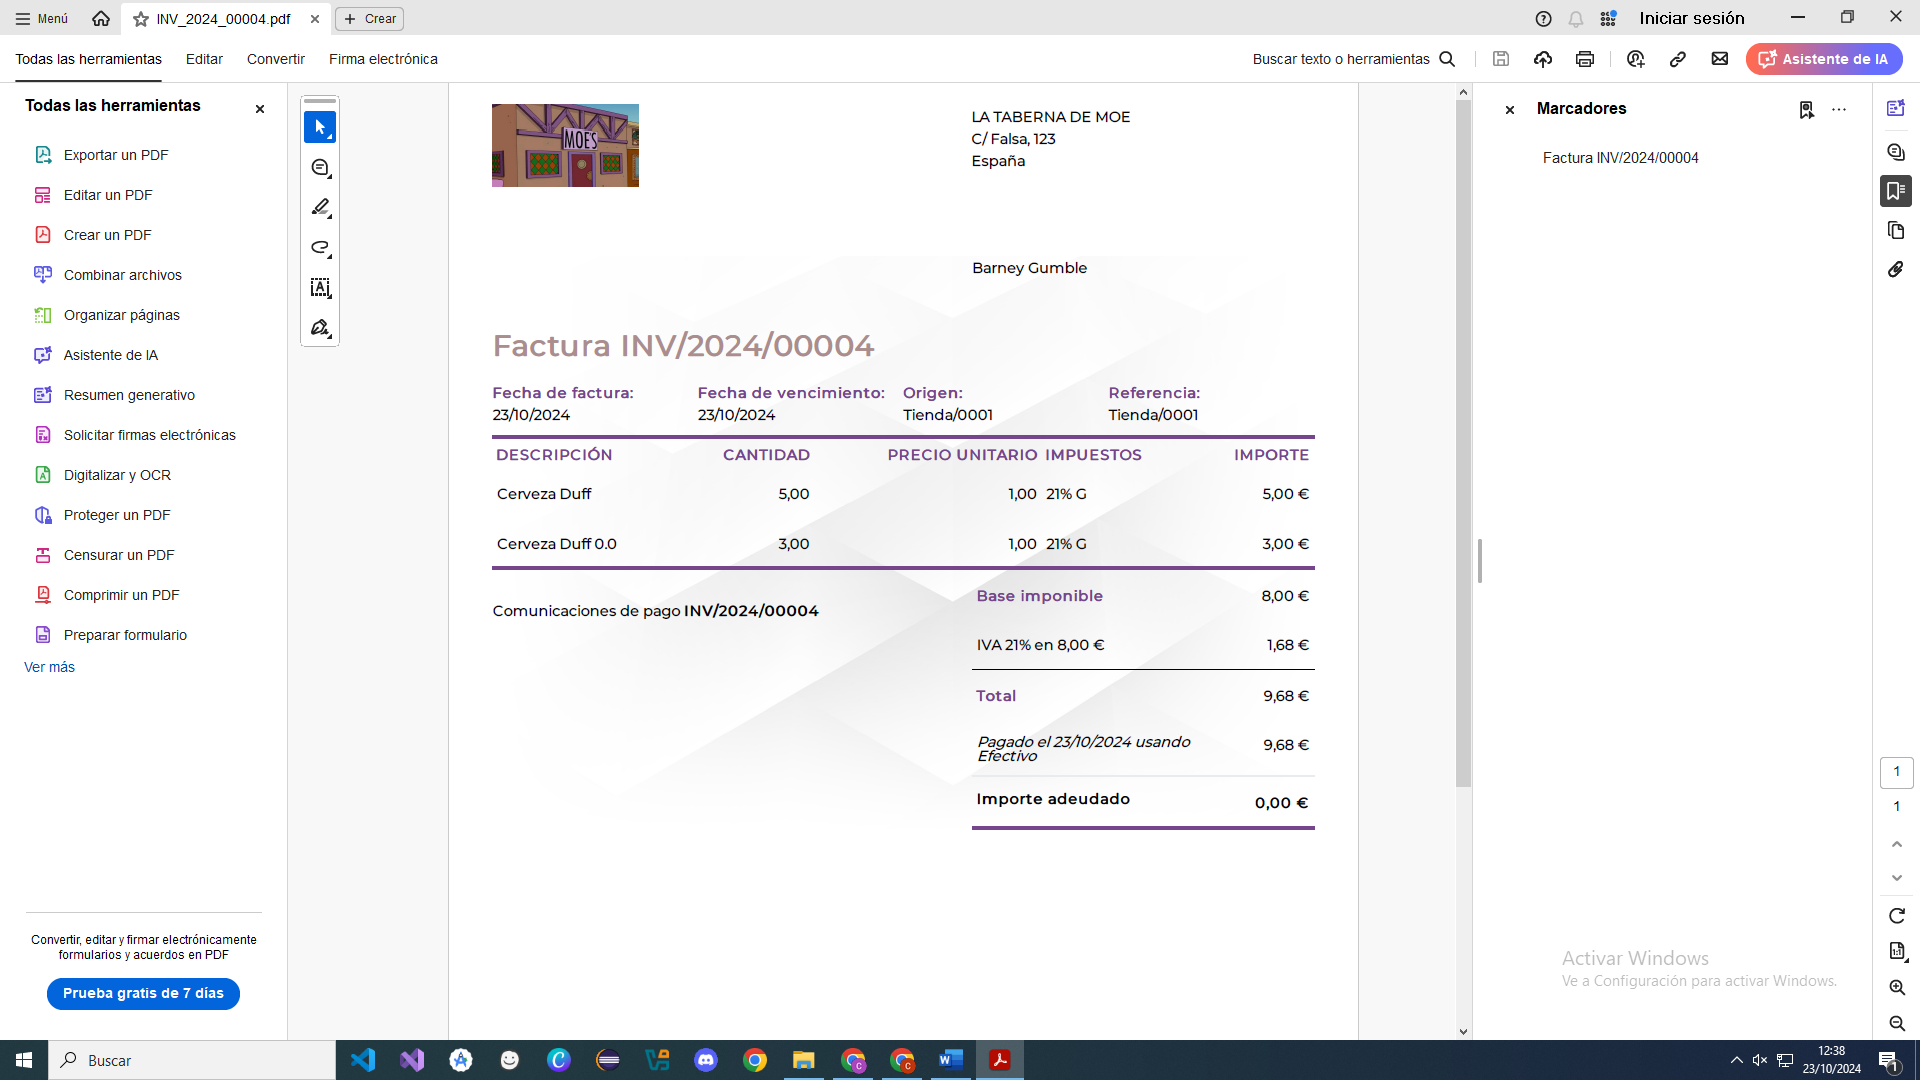 Menú
INV_2024_00004.pdf
Crear
Iniciar sesión
Todas las herramientas
Editar
Convertir
Firma electrónica
Buscar texto o herramientas
Asistente de IA
Todas las herramientas
Exportar un PDF
Editar un PDF
Crear un PDF
Combinar archivos
Organizar páginas
Asistente de IA
Resumen generativo
Solicitar firmas electrónicas
Digitalizar y OCR
Proteger un PDF
Censurar un PDF
Comprimir un PDF
Preparar formulario
Ver más
Convertir, editar y firmar electrónicamente
formularios y acuerdos en PDF
Prueba gratis de 7 días
MOE'S
LA TABERNA DE MOE
C/ Falsa, 123
España
Barney Gumble
Factura INV/2024/00004
Fecha de factura: Fecha de vencimiento: Origen: Referencia:
23/10/2024 23/10/2024 Tienda/0001 Tienda/0001
DESCRIPCIÓN CANTIDAD PRECIO UNITARIO IMPUESTOS IMPORTE
Cerveza Duff 5,00 1,00 21% G 5,00 €
Cerveza Duff 0.0 3,00 1,00 21% G 3,00 €
Comunicaciones de pago INV/2024/00004
Base imponible 8,00 €
IVA 21% en 8,00 € 1,68 €
Total 9,68 €
Pagado el 23/10/2024 usando
Efectivo 9,68 €
Importe adeudado 0,00 €
Marcadores
Factura INV/2024/00004
1
1
Activar Windows
Ve a Configuración para activar Windows.
Buscar
12:38
23/10/2024
1